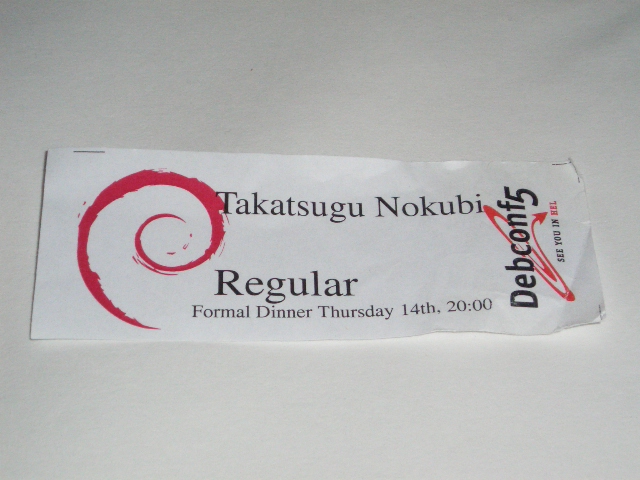 Takatsugu Nokubi
Regular
Formal Dinner Thursday 14th, 20:00
Debconf5
SEE YOU IN HEL